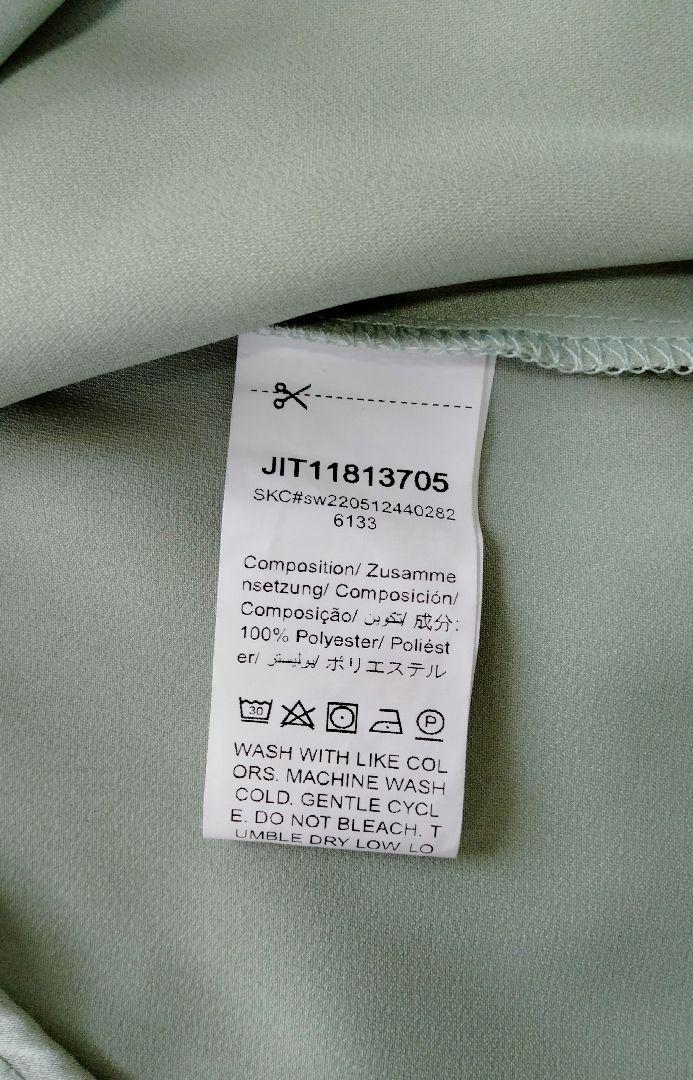 JIT11813705
SKC#sw220512440282
6133
Composition/ Zusamme
nsetzung/ Composición/
Composição/ تكوين/ 成分:
100% Polyester/ Poliést
er/ بوليستر/ ポリエステル
30
P
WASH WITH LIKE COL
ORS. MACHINE WASH
COLD. GENTLE CYCL
E. DO NOT BLEACH. T
UMBLE DRY LOW. LO